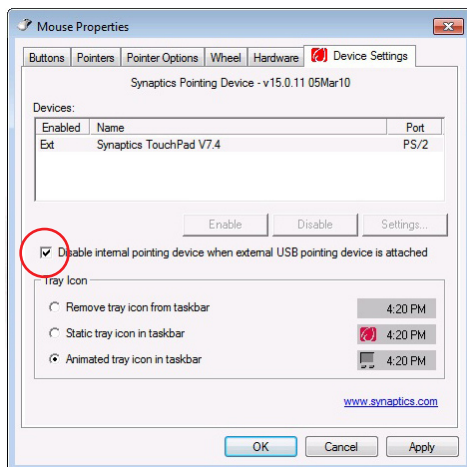 Mouse Properties
Buttons Pointers Pointer Options Wheel Hardware Device Settings
Synaptics Pointing Device - v15.0.11 05Mar10
Devices:
Enabled Name Port
Ext Synaptics TouchPad V7.4 PS/2
Enable Disable Settings...
Disable internal pointing device when external USB pointing device is attached
Tray Icon
Remove tray icon from taskbar 4:20 PM
Static tray icon in taskbar 4:20 PM
Animated tray icon in taskbar 4:20 PM
www.synaptics.com
OK Cancel Apply